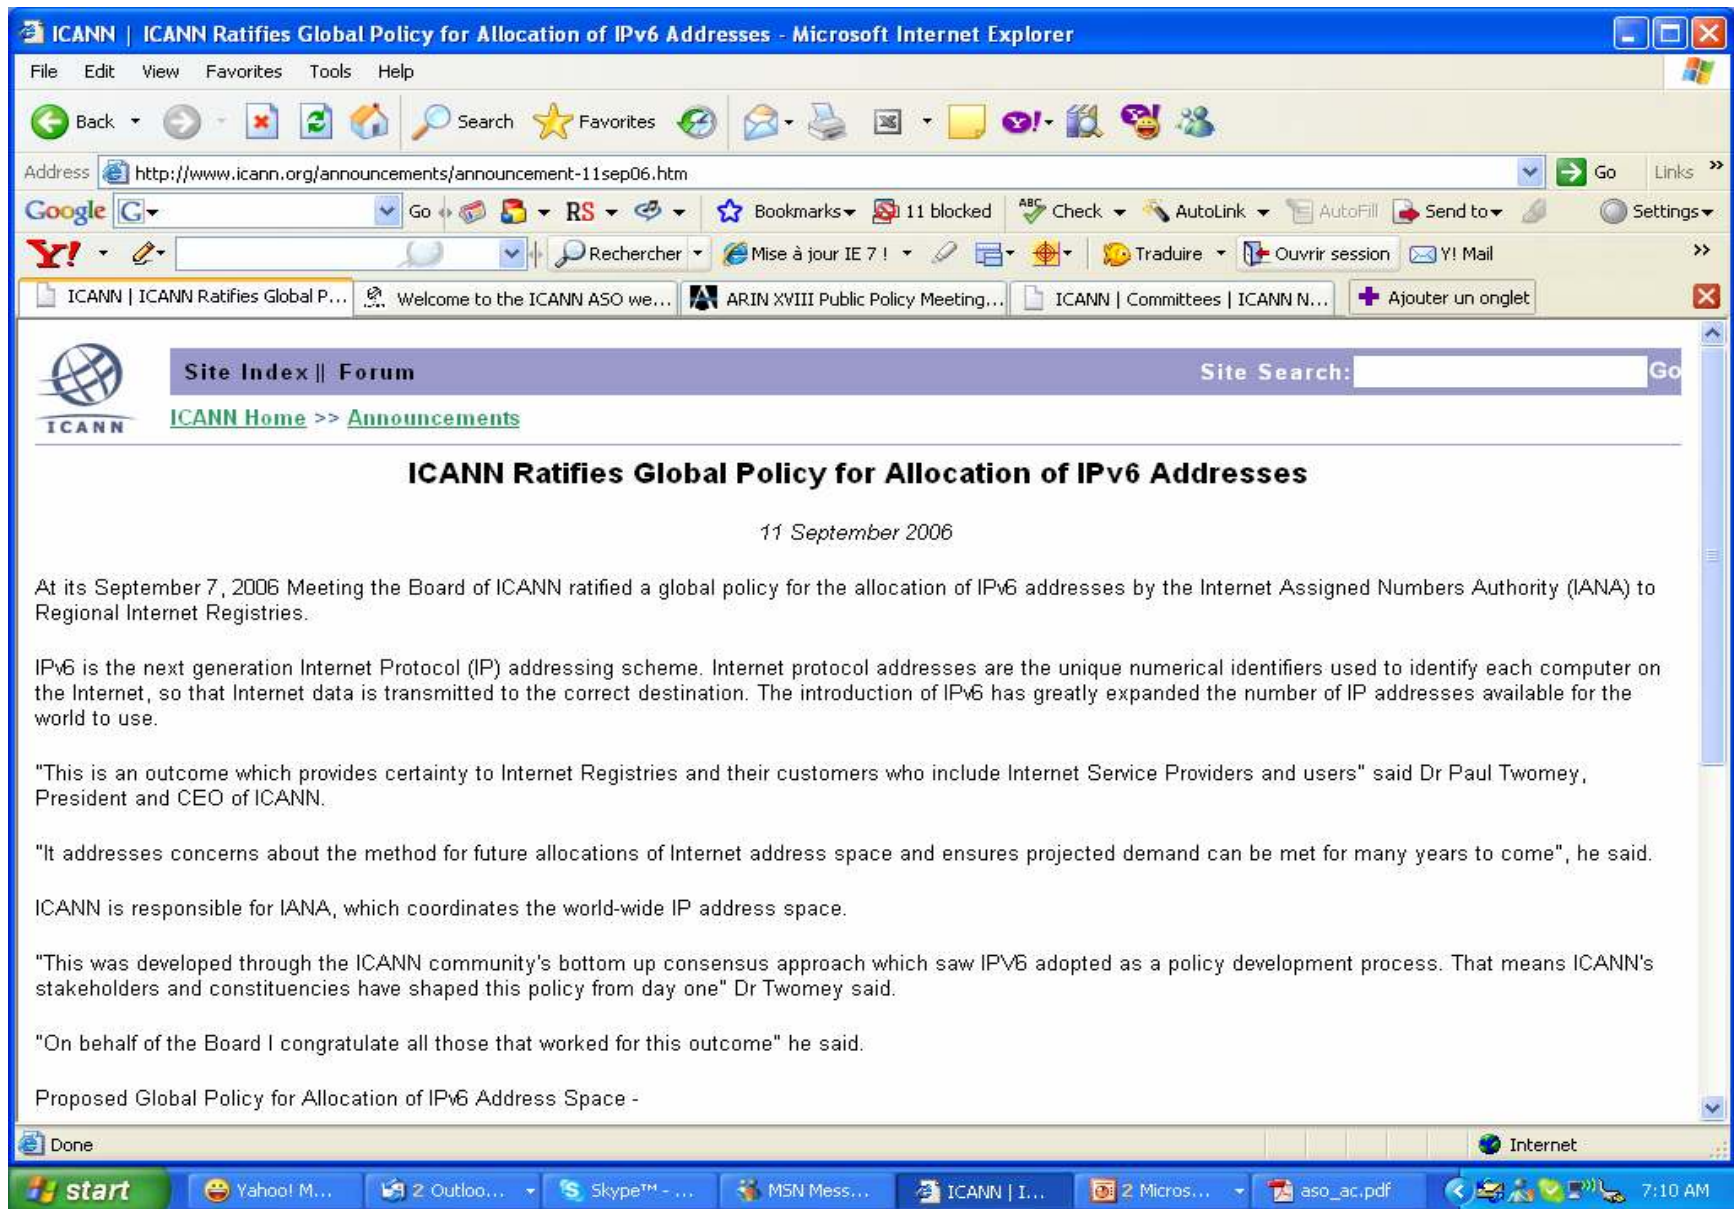 ICANN | ICANN Ratifies Global Policy for Allocation of IPv6 Addresses - Microsoft Internet Explorer
File Edit View Favorites Tools Help
Back Search Favorites
Address http://www.icann.org/announcements/announcement-11sep06.htm Go Links »
Google G Go RS Bookmarks 11 blocked ABC Check AutoLink AutoFill Send to Settings
Y! Rechercher Mise à jour IE 7 ! Traduire Ouvrir session Y! Mail »
ICANN | ICANN Ratifies Global P... Welcome to the ICANN ASO we... ARIN XVIII Public Policy Meeting... ICANN | Committees | ICANN N... Ajouter un onglet
Site Index || Forum Site Search: Go
ICANN
ICANN Home >> Announcements
ICANN Ratifies Global Policy for Allocation of IPv6 Addresses
11 September 2006
At its September 7, 2006 Meeting the Board of ICANN ratified a global policy for the allocation of IPv6 addresses by the Internet Assigned Numbers Authority (IANA) to
Regional Internet Registries.
IPv6 is the next generation Internet Protocol (IP) addressing scheme. Internet protocol addresses are the unique numerical identifiers used to identify each computer on
the Internet, so that Internet data is transmitted to the correct destination. The introduction of IPv6 has greatly expanded the number of IP addresses available for the
world to use.
"This is an outcome which provides certainty to Internet Registries and their customers who include Internet Service Providers and users" said Dr Paul Twomey,
President and CEO of ICANN.
"It addresses concerns about the method for future allocations of Internet address space and ensures projected demand can be met for many years to come", he said.
ICANN is responsible for IANA, which coordinates the world-wide IP address space.
"This was developed through the ICANN community's bottom up consensus approach which saw IPV6 adopted as a policy development process. That means ICANN's
stakeholders and constituencies have shaped this policy from day one" Dr Twomey said.
"On behalf of the Board I congratulate all those that worked for this outcome" he said.
Proposed Global Policy for Allocation of IPv6 Address Space -
Done Internet
start Yahoo! M... 2 Outloo... Skype™ - ... MSN Mess... ICANN | I... 2 Micros... aso_ac.pdf 7:10 AM